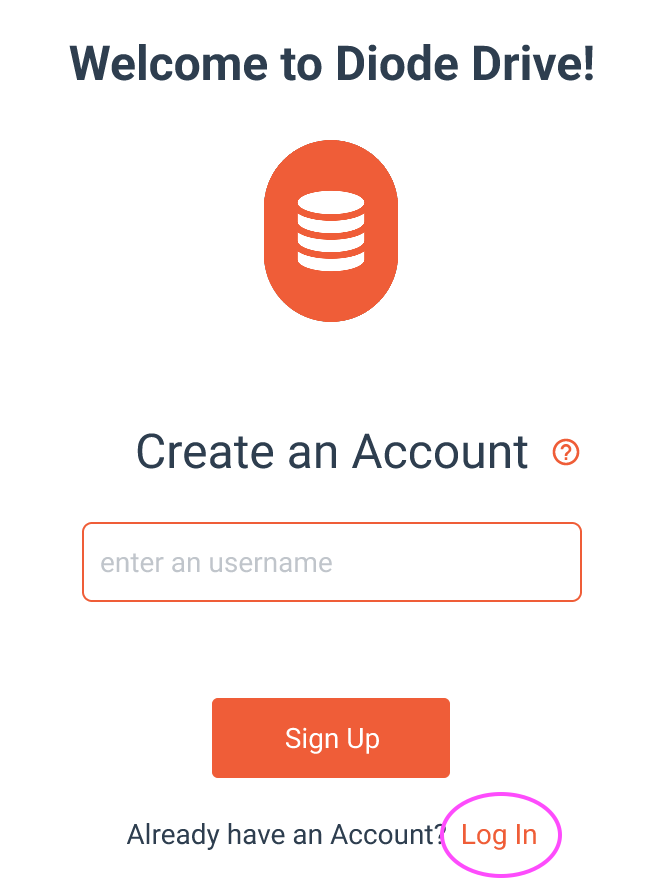 Welcome to Diode Drive!
Create an Account ?
enter an username
Sign Up
Already have an Account? Log In